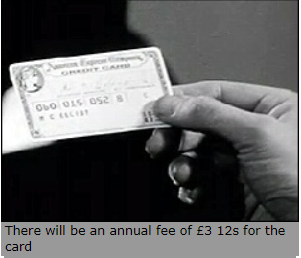 American Express Company
CREDIT CARD
060 015 052 8
There will be an annual fee of £3 12s for the
card